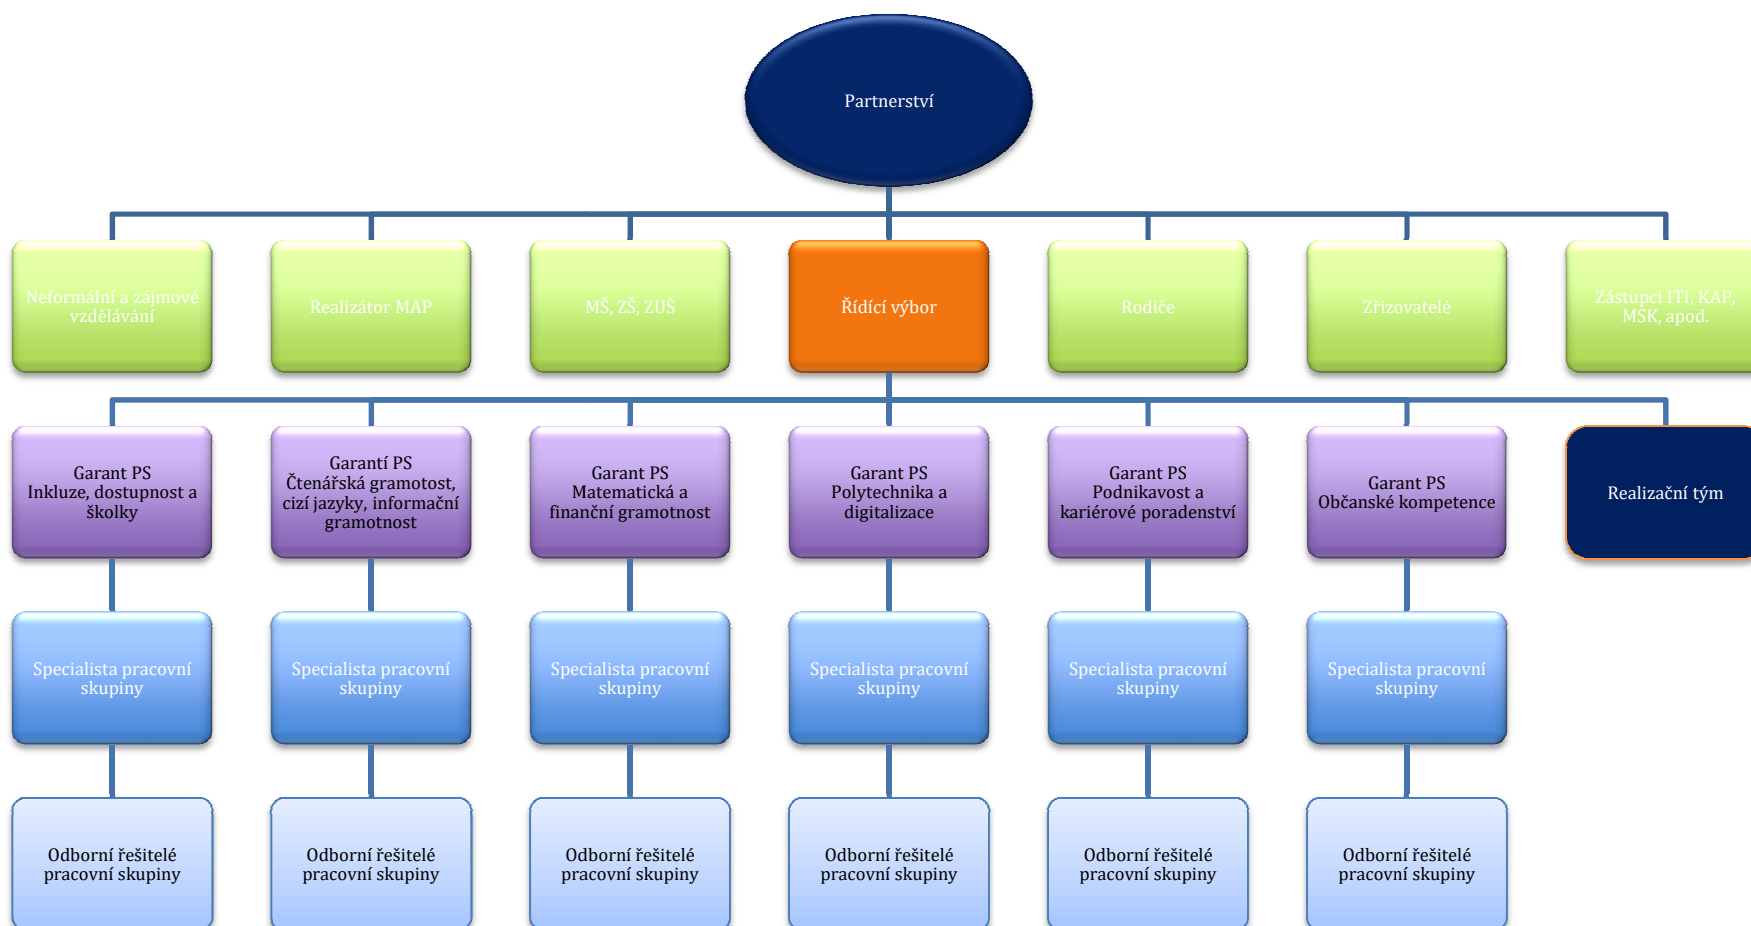 Partnerství
Neformální a zájmové
vzdělávání
Realizátor MAP
MŠ, ZŠ, ZUŠ
Řídící výbor
Rodiče
Zřizovatelé
Zástupci ITI, KAP,
MSK, apod.
Garant PS
Inkluze, dostupnost a
školky
Garantí PS
Čtenářská gramotost,
cizí jazyky, informační
gramotnost
Garant PS
Matematická a
finanční gramotnost
Garant PS
Polytechnika a
digitalizace
Garant PS
Podnikavost a
kariérové poradenství
Garant PS
Občanské kompetence
Realizační tým
Specialista pracovní
skupiny
Specialista pracovní
skupiny
Specialista pracovní
skupiny
Specialista pracovní
skupiny
Specialista pracovní
skupiny
Specialista pracovní
skupiny
Odborní řešitelé
pracovní skupiny
Odborní řešitelé
pracovní skupiny
Odborní řešitelé
pracovní skupiny
Odborní řešitelé
pracovní skupiny
Odborní řešitelé
pracovní skupiny
Odborní řešitelé
pracovní skupiny